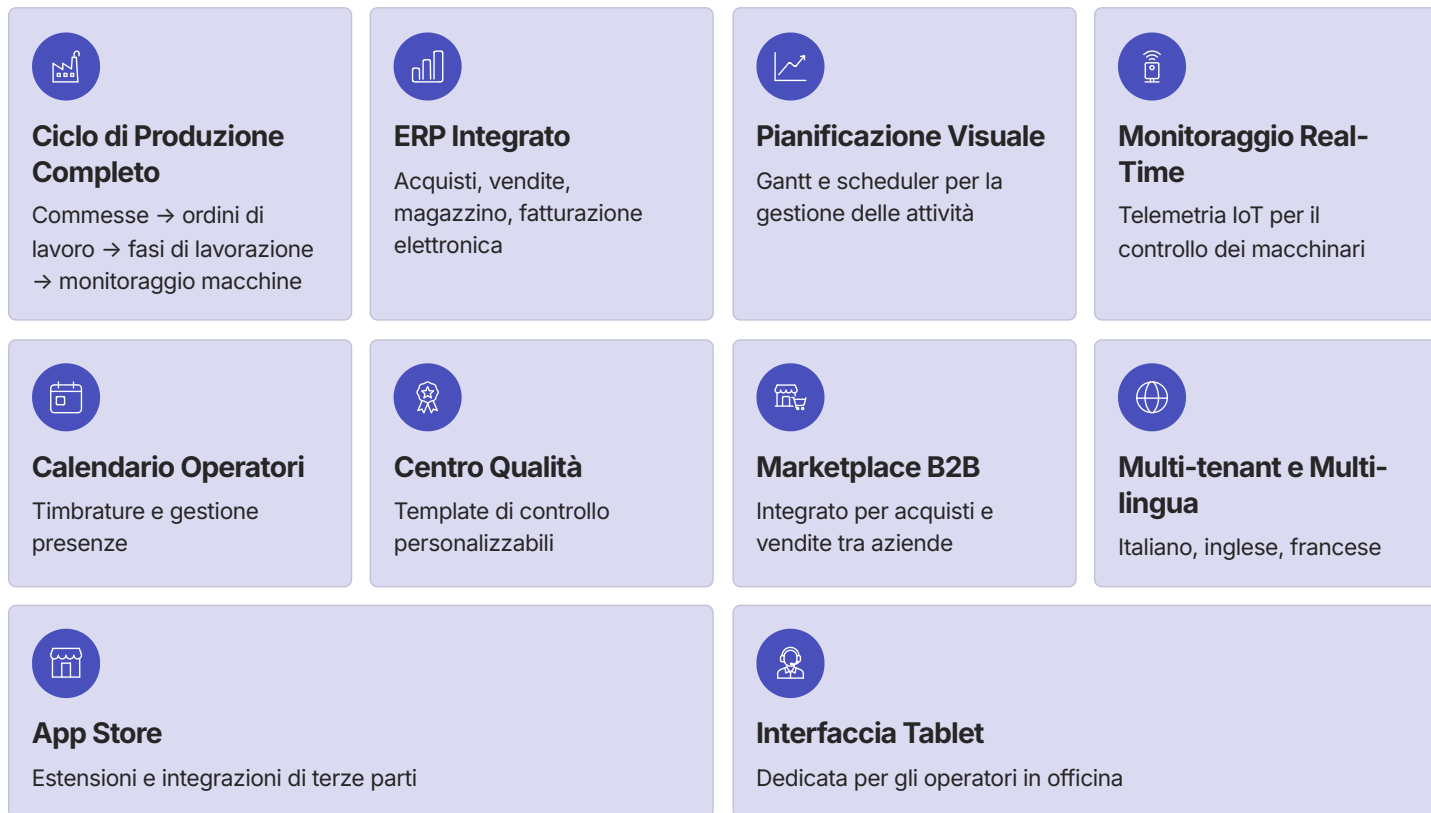 Ciclo di Produzione
Completo
Commesse → ordini di
lavoro → fasi di lavorazione
→ monitoraggio macchine
ERP Integrato
Acquisti, vendite,
magazzino, fatturazione
elettronica
Pianificazione Visuale
Gantt e scheduler per la
gestione delle attività
Monitoraggio Real-
Time
Telemetria IoT per il
controllo dei macchinari
Calendario Operatori
Timbrature e gestione
presenze
Centro Qualità
Template di controllo
personalizzabili
Marketplace B2B
Integrato per acquisti e
vendite tra aziende
Multi-tenant e Multi-
lingua
Italiano, inglese, francese
App Store
Estensioni e integrazioni di terze parti
Interfaccia Tablet
Dedicata per gli operatori in officina